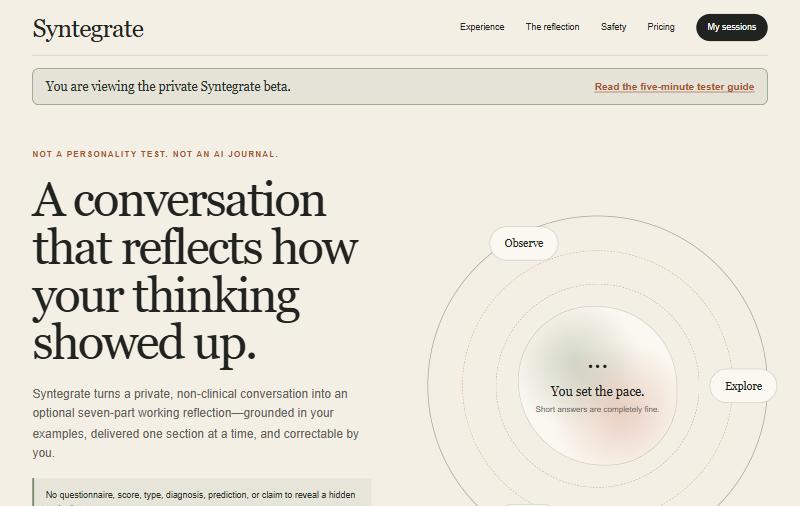 Syntegrate
Experience
The reflection
Safety
Pricing
My sessions
You are viewing the private Syntegrate beta.
Read the five-minute tester guide
NOT A PERSONALITY TEST. NOT AN AI JOURNAL.
A conversation
that reflects how
your thinking
showed up.
Syntegrate turns a private, non-clinical conversation into an
optional seven-part working reflection—grounded in your
examples, delivered one section at a time, and correctable by
you.
No questionnaire, score, type, diagnosis, prediction, or claim to reveal a hidden
Observe
...
You set the pace.
Short answers are completely fine.
Explore